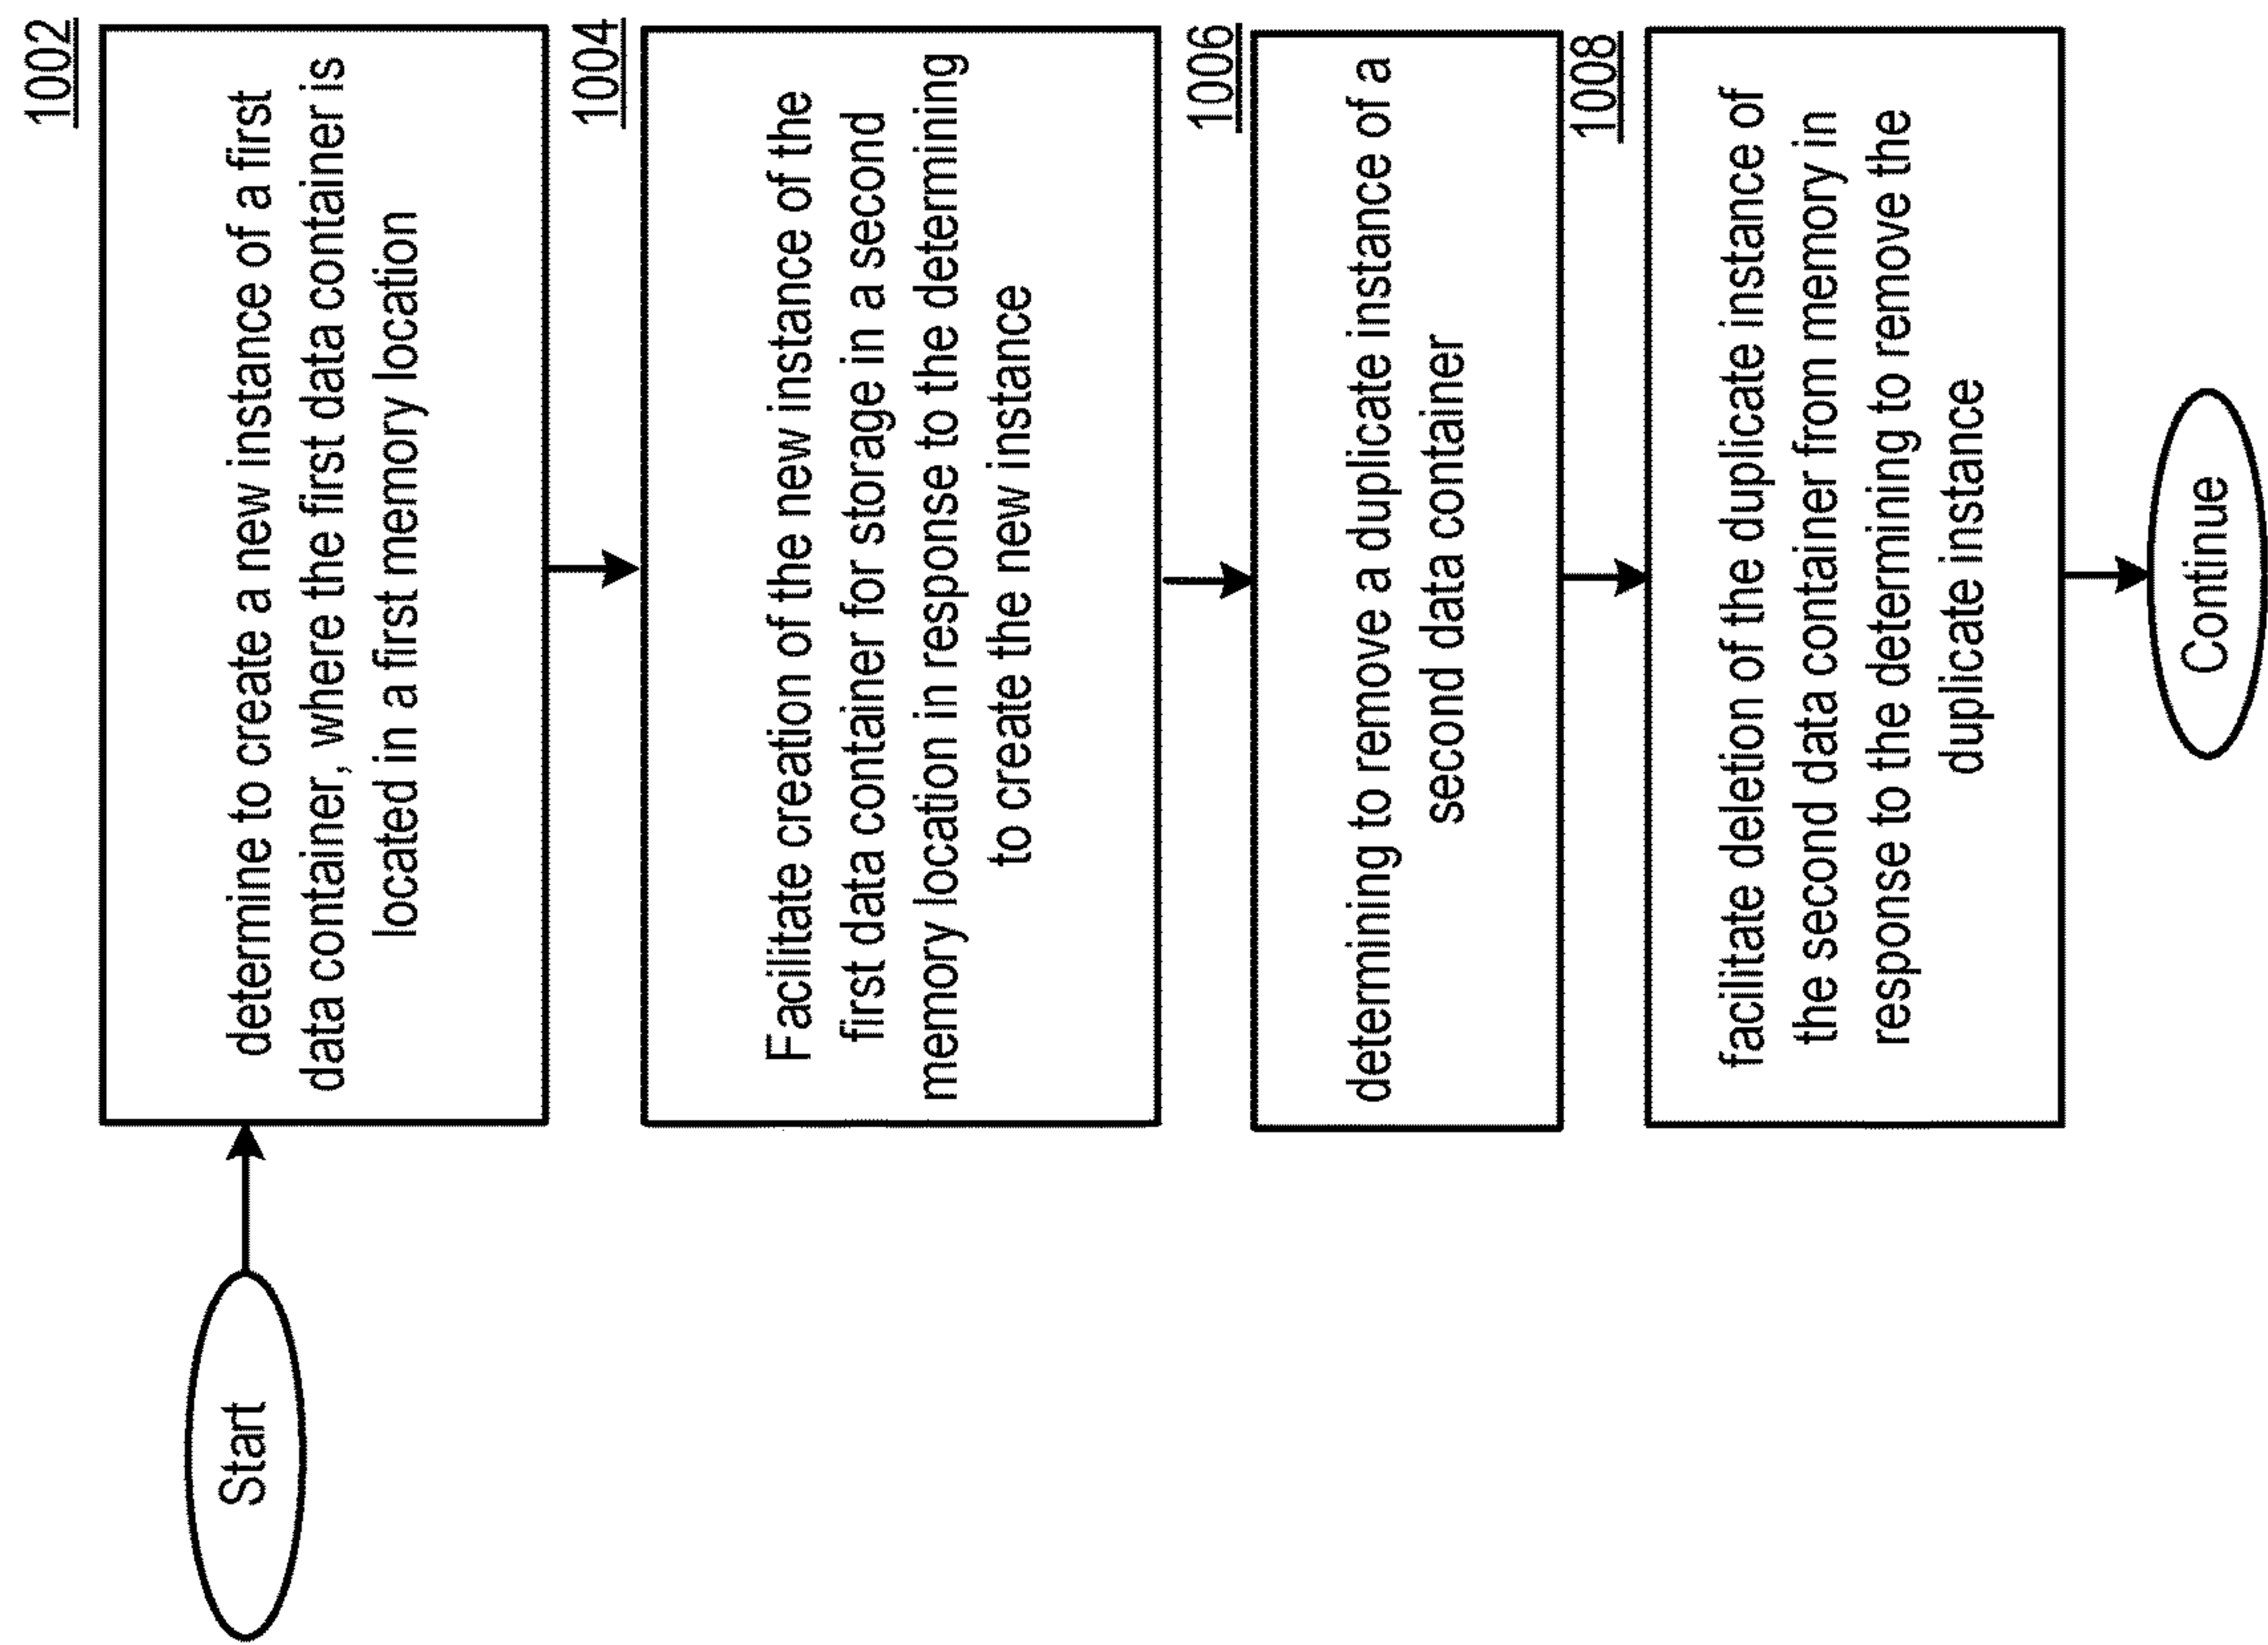 Start
1002
determine to create a new instance of a first
data container, where the first data container is
located in a first memory location
1004
Facilitate creation of the new instance of the
first data container for storage in a second
memory location in response to the determining
to create the new instance
1006
determining to remove a duplicate instance of a
second data container
1008
facilitate deletion of the duplicate instance of
the second data container from memory in
response to the determining to remove the
duplicate instance
Continue